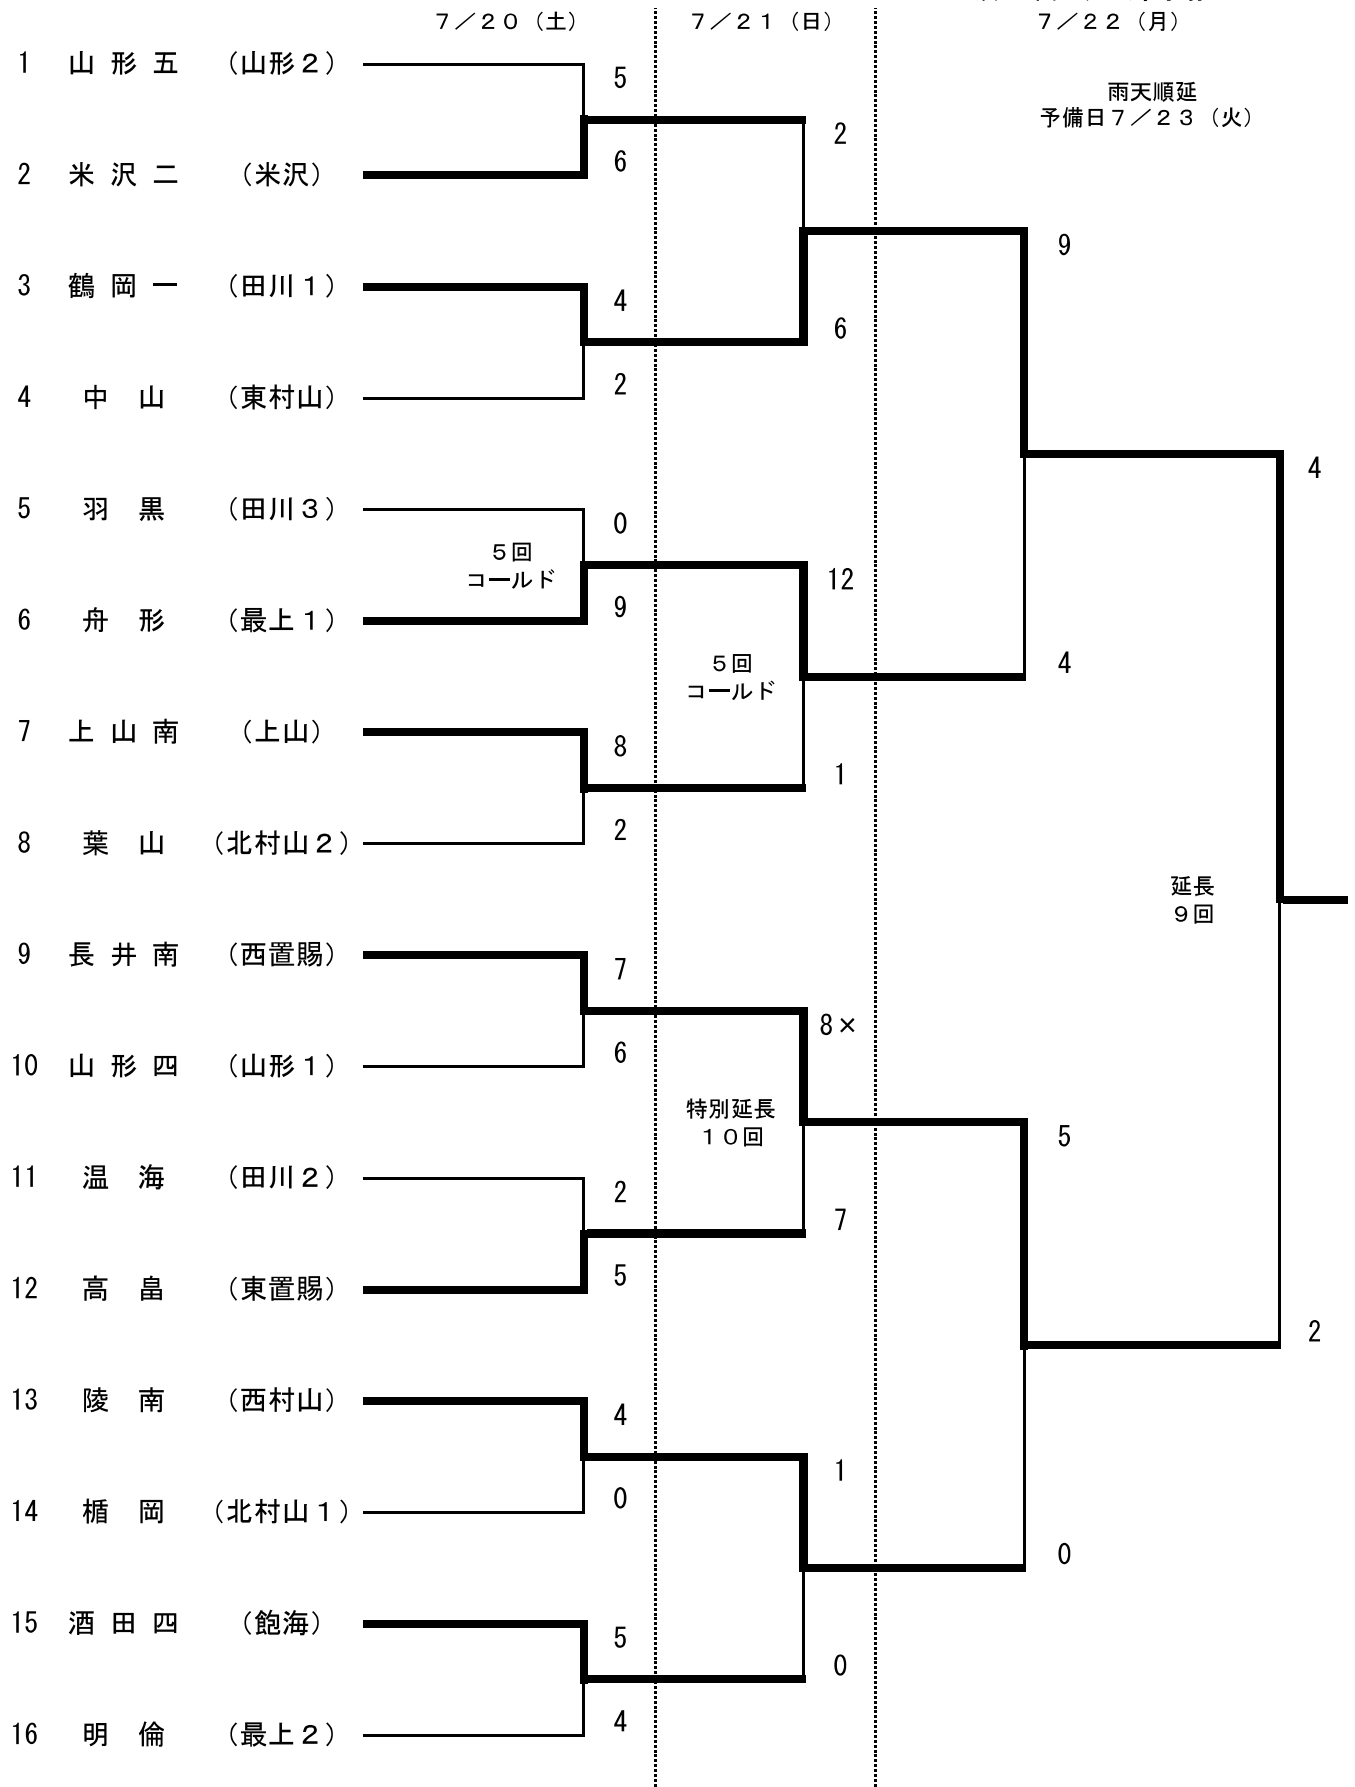 ７／２０（土）　７／２１（日）　７／２２（月）
1　山形五　（山形２）
5
雨天順延
予備日７／２３（火）
2
6
2　米沢二　（米沢）
9
3　鶴岡一　（田川１）
4
6
2
4　中山　（東村山）
4
5　羽黒　（田川３）
0
５回
コールド
12
9
6　舟形　（最上１）
５回
コールド
4
7　上山南　（上山）
8
1
2
8　葉山　（北村山２）
延長
９回
9　長井南　（西置賜）
7
8×
6
10　山形四　（山形１）
特別延長
１０回
5
11　温海　（田川２）
2
7
5
12　高畠　（東置賜）
2
13　陵南　（西村山）
4
1
0
14　楯岡　（北村山１）
0
15　酒田四　（飽海）
5
0
4
16　明倫　（最上２）